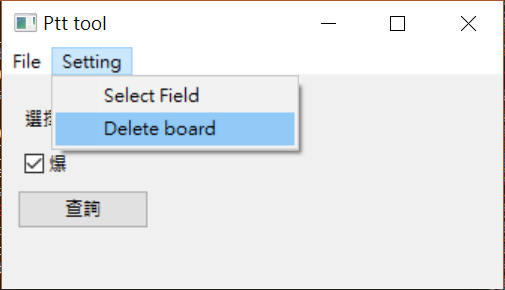 Ptt tool
File Setting
Select Field
Delete board
爆
查詢